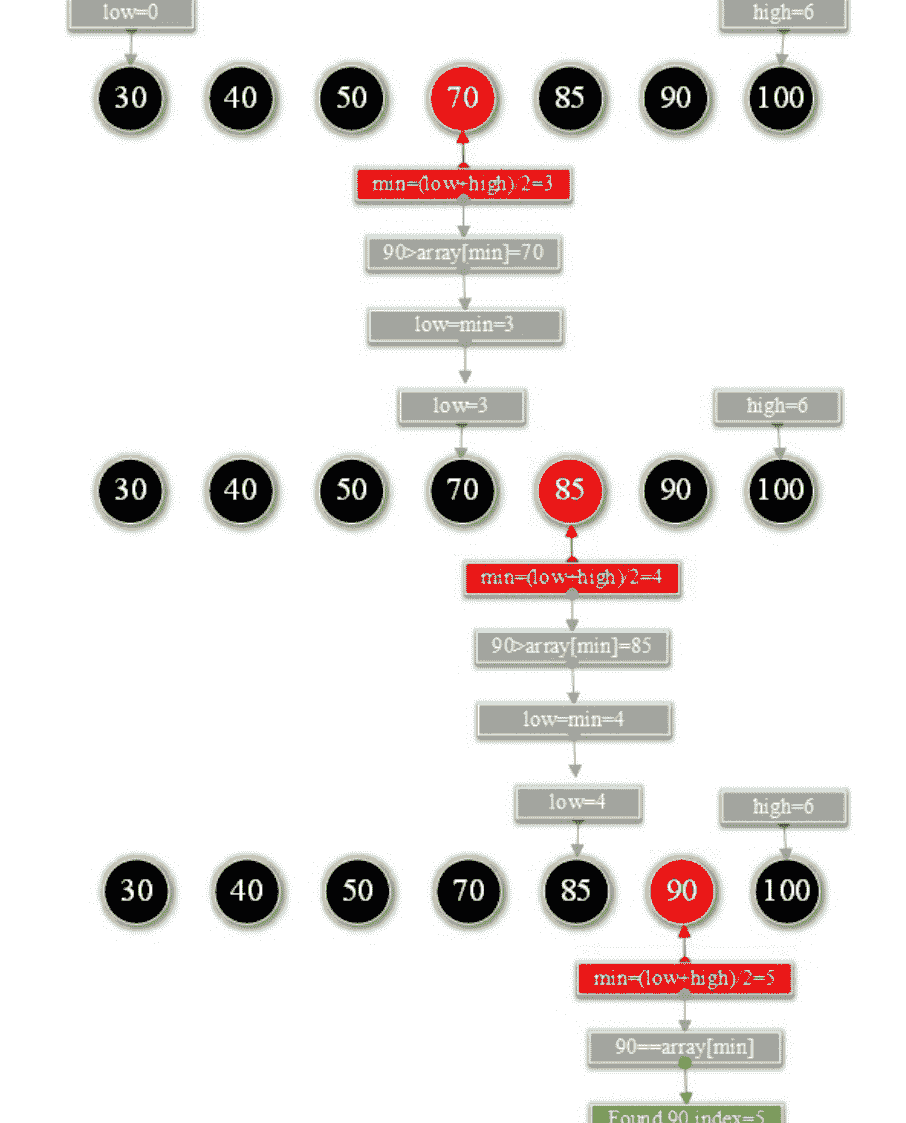 low=0 high=6
30 40 50 70 85 90 100
min=(low+high)/2=3
90>array[min]=70
low=min=3
low=3 high=6
30 40 50 70 85 90 100
min=(low+high)/2=4
90>array[min]=85
low=min=4
low=4 high=6
30 40 50 70 85 90 100
min=(low+high)/2=5
90==array[min]
Found 90 index=5